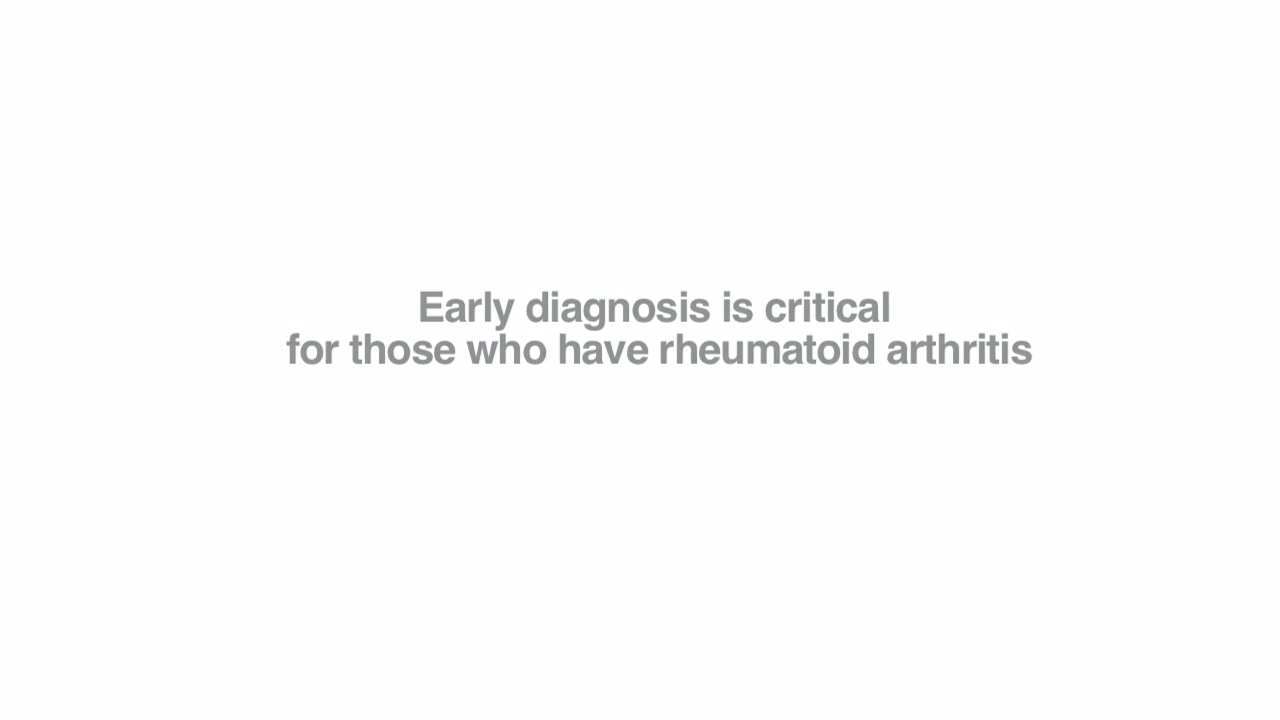 Early diagnosis is critical
for those who have rheumatoid arthritis